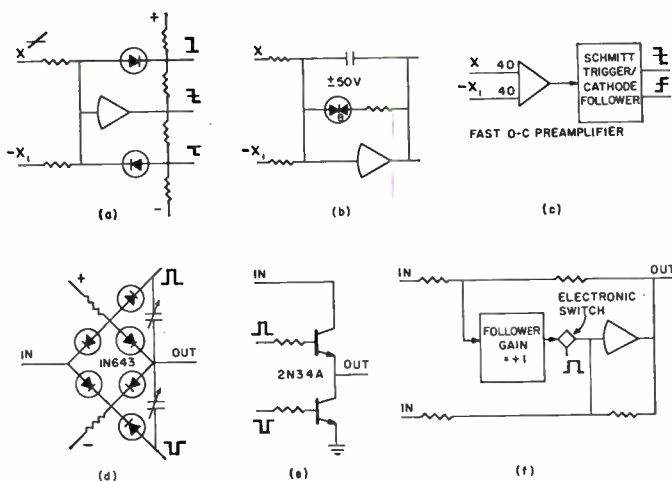 +
X
-X₁
-
(a)
X
±50V
B
-X₁
(b)
X 40
-X₁ 40
SCHMITT
TRIGGER/
CATHODE
FOLLOWER
FAST D-C PREAMPLIFIER
(c)
+
IN
IN643
OUT
-
(d)
IN
2N34A
OUT
(e)
IN
OUT
ELECTRONIC
SWITCH
FOLLOWER
GAIN
=+1
IN
(f)